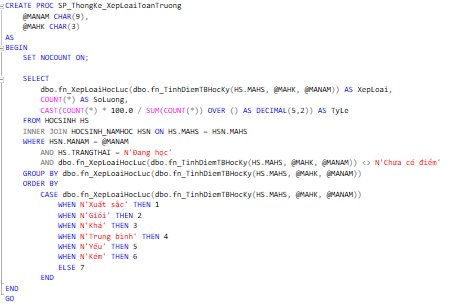 CREATE PROC SP_ThongKe_XepLoaiToanTruong
@MANAM CHAR(9),
@MAHK CHAR(3)
AS
BEGIN
SET NOCOUNT ON;
SELECT
dbo.fn_XepLoaiHocLuc(dbo.fn_TinhDiemTBHocKy(HS.MAHS, @MAHK, @MANAM)) AS XepLoai,
COUNT(*) AS SoLuong,
CAST(COUNT(*) * 100.0 / SUM(COUNT(*)) OVER () AS DECIMAL(5,2)) AS TyLe
FROM HOCSINH HS
INNER JOIN HOCSINH_NAMHOC HSN ON HS.MAHS = HSN.MAHS
WHERE HSN.MANAM = @MANAM
AND HS.TRANGTHAI = N'Đang học'
AND dbo.fn_XepLoaiHocLuc(dbo.fn_TinhDiemTBHocKy(HS.MAHS, @MAHK, @MANAM)) <> N'Chưa có điểm'
GROUP BY dbo.fn_XepLoaiHocLuc(dbo.fn_TinhDiemTBHocKy(HS.MAHS, @MAHK, @MANAM))
ORDER BY
CASE dbo.fn_XepLoaiHocLuc(dbo.fn_TinhDiemTBHocKy(HS.MAHS, @MAHK, @MANAM))
WHEN N'Xuất sắc' THEN 1
WHEN N'Giỏi' THEN 2
WHEN N'Khá' THEN 3
WHEN N'Trung bình' THEN 4
WHEN N'Yếu' THEN 5
WHEN N'Kém' THEN 6
ELSE 7
END
END
GO